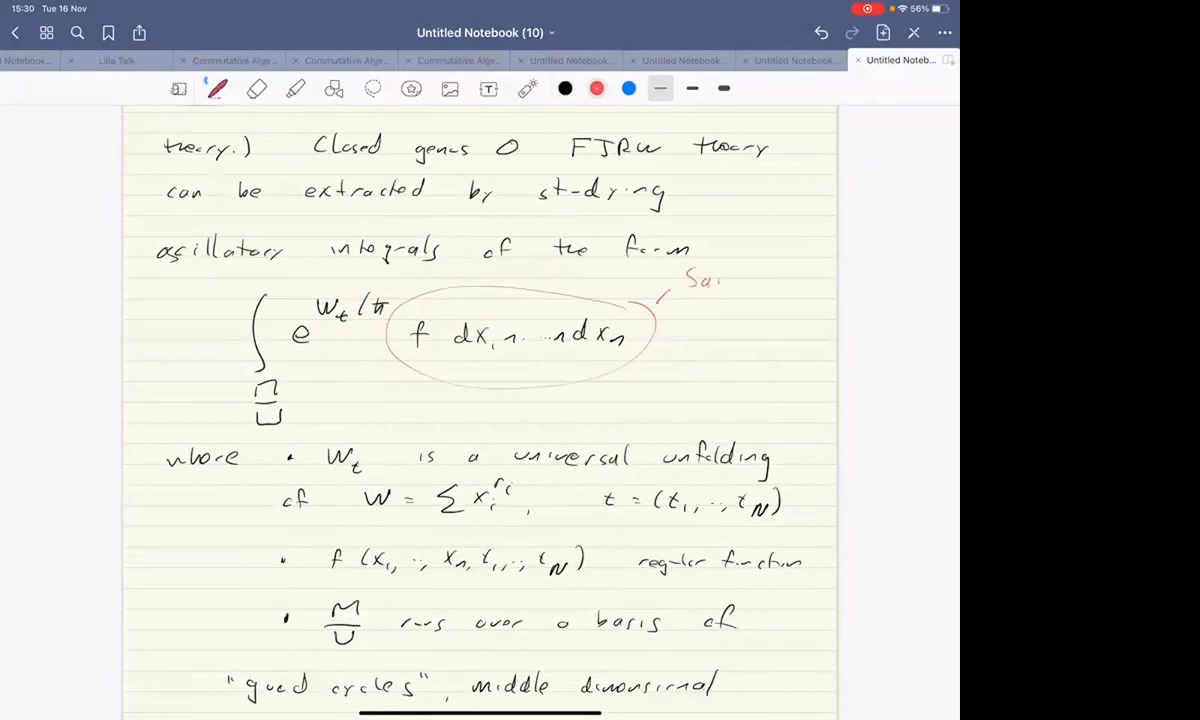 15:30 Tue 16 Nov
56%
Untitled Notebook (10)
Notebook... Lilla Talk Commutative Alge... Commutative Alge... Commutative Alge... Untitled Notebook... Untitled Notebook... Untitled Notebook... Untitled Noteb...
theory.) Closed genus 0 FJRW theory
can be extracted by studying
oscillatory integrals of the form
Sai
∫_Ξ e^{W_t/ħ} f dx_1 ∧ ... ∧ dx_n
where • W_t is a universal unfolding
of W = Σ x_i^{r_i}, t = (t_1, .., t_N)
• f (x_1, .., x_n, t_1, .., t_N) regular function
• Ξ runs over a basis of
"good cycles", middle dimensional